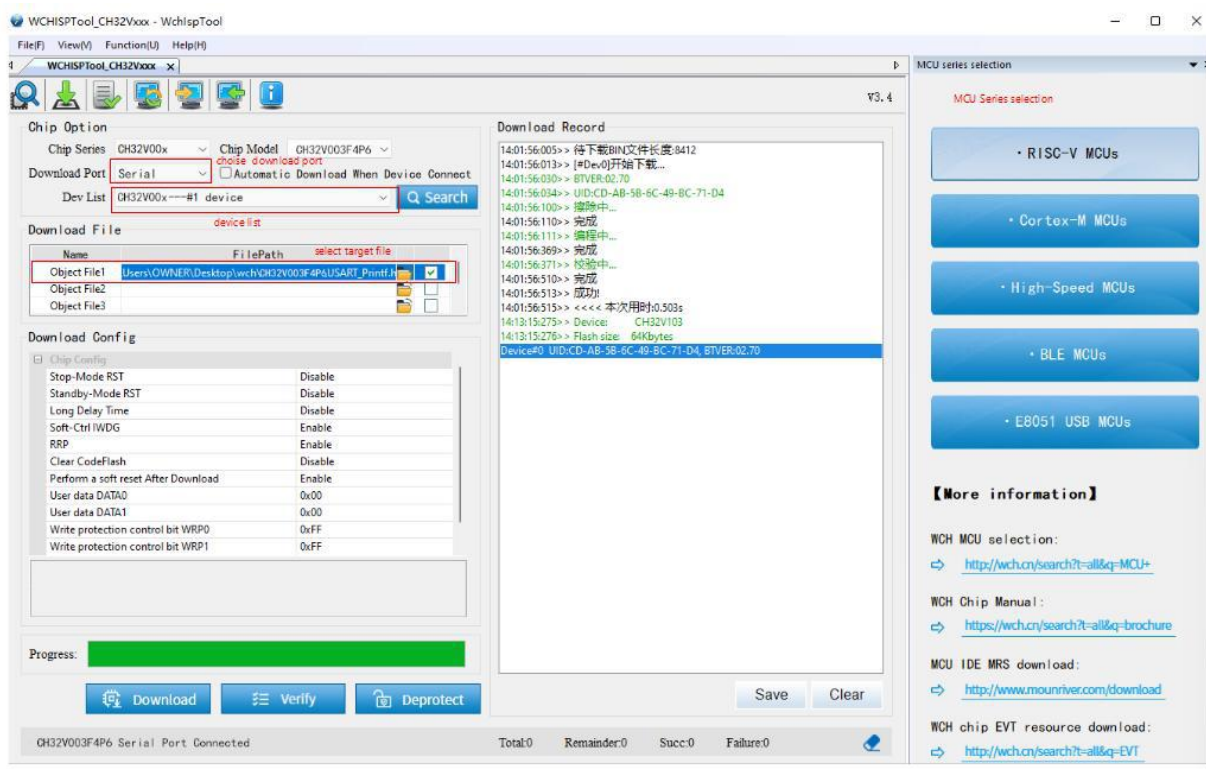 WCHISPTool_CH32Vxxx - WchIspTool
File(F) View(V) Function(U) Help(H)
WCHISPTool_CH32Vxxx x
V3.4
Chip Option
Chip Series CH32V00x Chip Model CH32V003F4P6
choise download port
Download Port Serial Automatic Download When Device Connect
Dev List CH32V00x---#1 device Search
device list
Download File
Name FilePath select target file
Object File1 Users\OWNER\Desktop\wch\CH32V003F4P6USART_Printf.h
Object File2
Object File3
Download Config
Chip Config
Stop-Mode RST Disable
Standby-Mode RST Disable
Long Delay Time Disable
Soft-Ctrl IWDG Enable
RRP Enable
Clear CodeFlash Disable
Perform a soft reset After Download Enable
User data DATA0 0x00
User data DATA1 0x00
Write protection control bit WRP0 0xFF
Write protection control bit WRP1 0xFF
Progress:
Download Verify Deprotect
CH32V003F4P6 Serial Port Connected
Download Record
14:01:56:005>> 待下载BIN文件长度:8412
14:01:56:013>> [#Dev0]开始下载...
14:01:56:030>> BTVER:02.70
14:01:56:034>> UID:CD-AB-5B-6C-49-BC-71-D4
14:01:56:100>> 擦除中...
14:01:56:110>> 完成
14:01:56:111>> 编程中...
14:01:56:369>> 完成
14:01:56:371>> 校验中...
14:01:56:510>> 完成
14:01:56:513>> 成功!
14:01:56:515>> <<<< 本次用时:0.503s
14:13:15:275>> Device: CH32V103
14:13:15:276>> Flash size: 64Kbytes
Device#0 UID:CD-AB-5B-6C-49-BC-71-D4, BTVER:02.70
Save Clear
Total:0 Remainder:0 Succ:0 Failure:0
MCU series selection
MCU Series selection
· RISC-V MCUs
· Cortex-M MCUs
· High-Speed MCUs
· BLE MCUs
· E8051 USB MCUs
【More information】
WCH MCU selection:
http://wch.cn/search?t=all&q=MCU+
WCH Chip Manual:
https://wch.cn/search?t=all&q=brochure
MCU IDE MRS download:
http://www.mounriver.com/download
WCH chip EVT resource download:
http://wch.cn/search?t=all&q=EVT